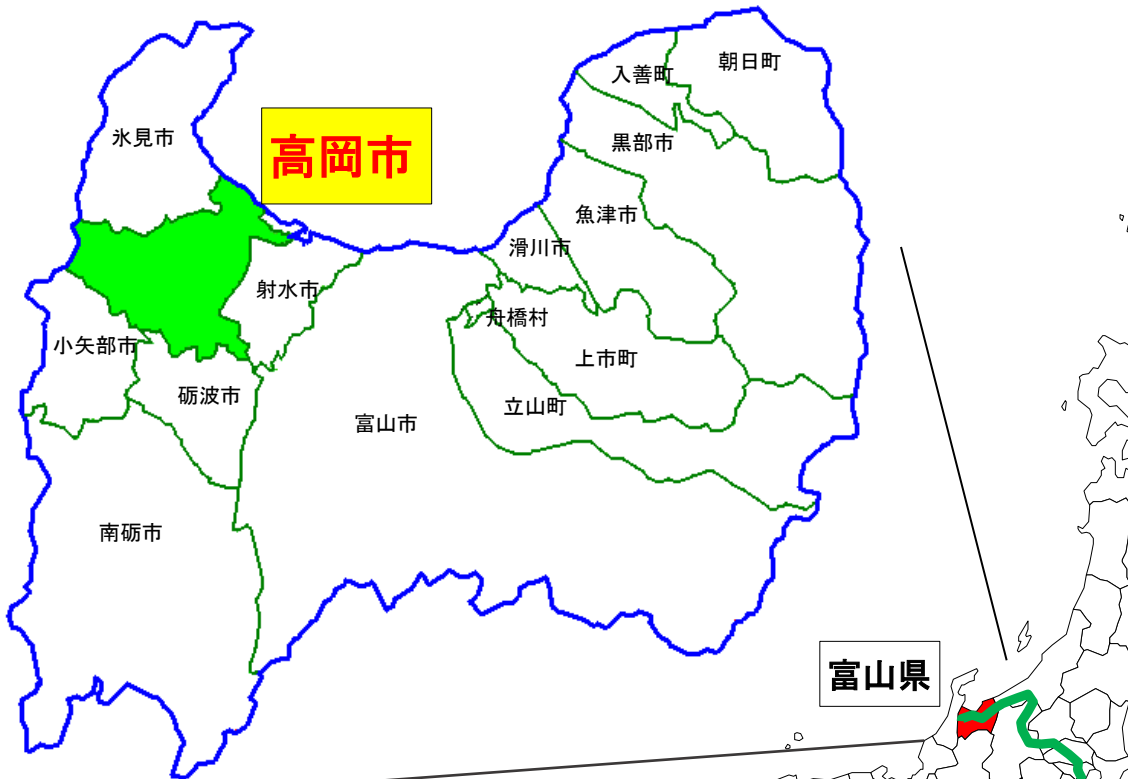 朝日町
入善町
氷見市
黒部市
高岡市
魚津市
滑川市
射水市
舟橋村
小矢部市
上市町
砺波市
立山町
富山市
南砺市
富山県